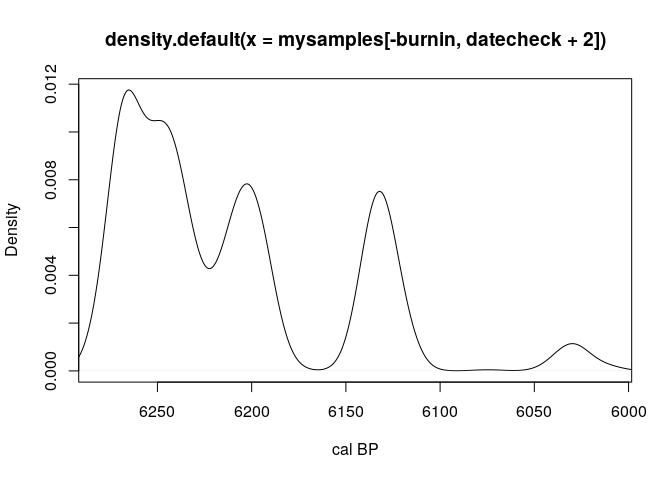 density.default(x = mysamples[-burnin, datecheck + 2])
Density
0.012
0.008
0.004
0.000
6250 6200 6150 6100 6050 6000
cal BP